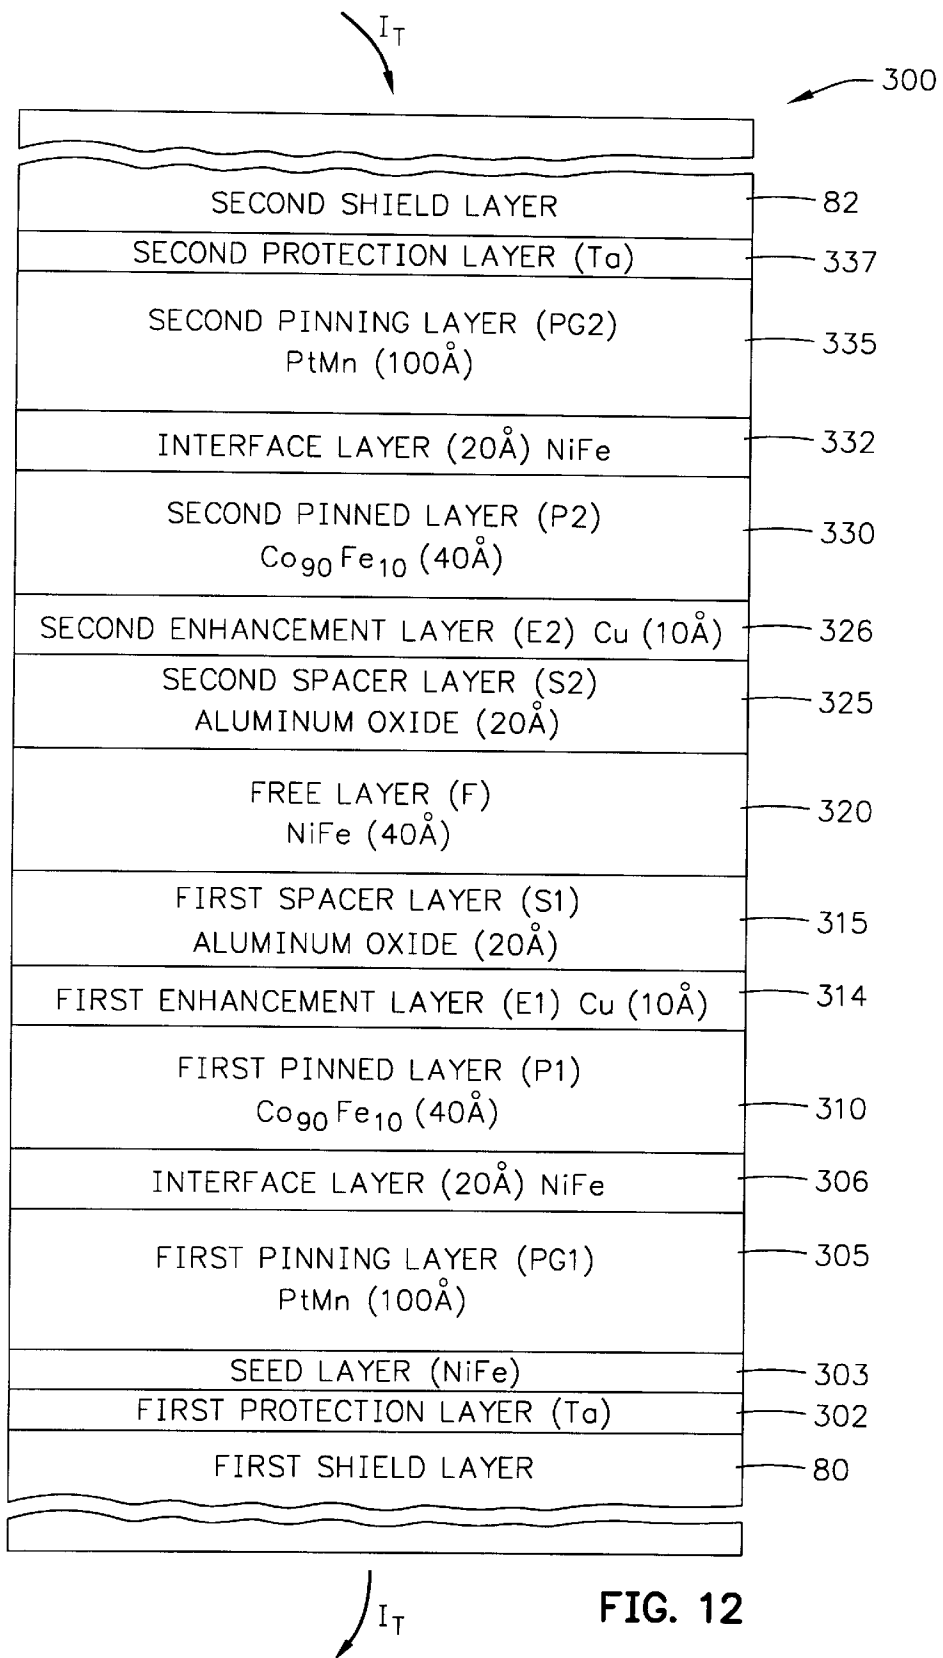 I_T
300
SECOND SHIELD LAYER
82
SECOND PROTECTION LAYER (Ta)
337
SECOND PINNING LAYER (PG2)
PtMn (100Å)
335
INTERFACE LAYER (20Å) NiFe
332
SECOND PINNED LAYER (P2)
Co₉₀Fe₁₀ (40Å)
330
SECOND ENHANCEMENT LAYER (E2) Cu (10Å)
326
SECOND SPACER LAYER (S2)
ALUMINUM OXIDE (20Å)
325
FREE LAYER (F)
NiFe (40Å)
320
FIRST SPACER LAYER (S1)
ALUMINUM OXIDE (20Å)
315
FIRST ENHANCEMENT LAYER (E1) Cu (10Å)
314
FIRST PINNED LAYER (P1)
Co₉₀Fe₁₀ (40Å)
310
INTERFACE LAYER (20Å) NiFe
306
FIRST PINNING LAYER (PG1)
PtMn (100Å)
305
SEED LAYER (NiFe)
303
FIRST PROTECTION LAYER (Ta)
302
FIRST SHIELD LAYER
80
I_T
FIG. 12